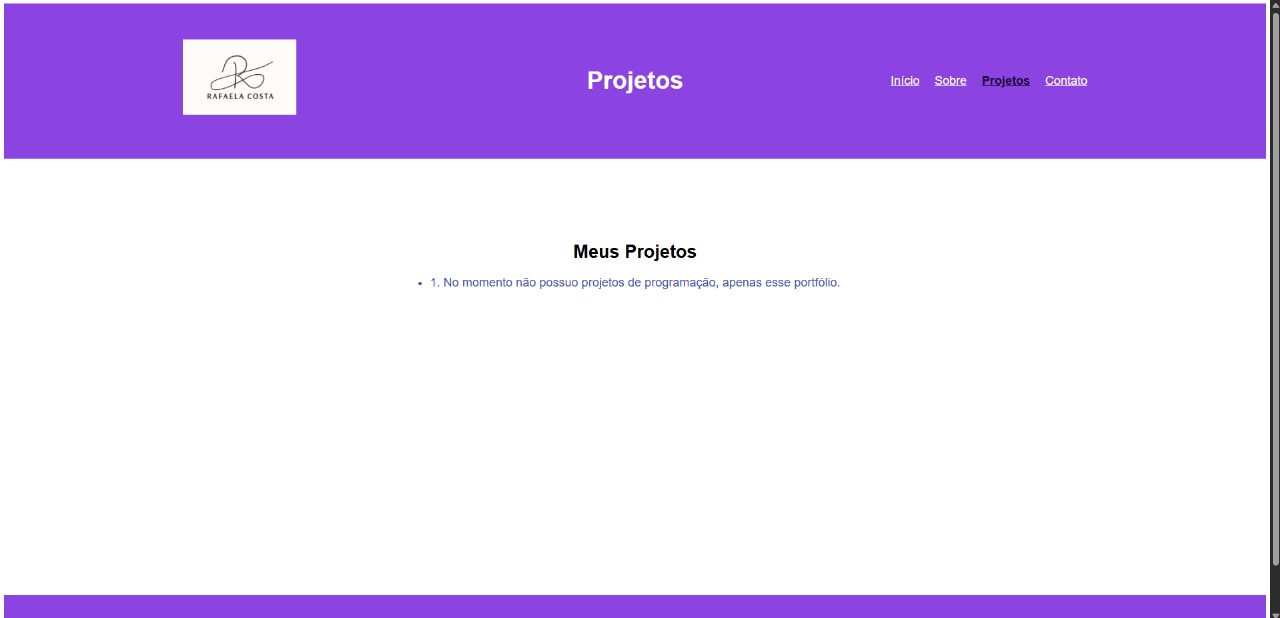 RAFAELA COSTA
Projetos
Início Sobre Projetos Contato
Meus Projetos
• 1. No momento não possuo projetos de programação, apenas esse portfólio.